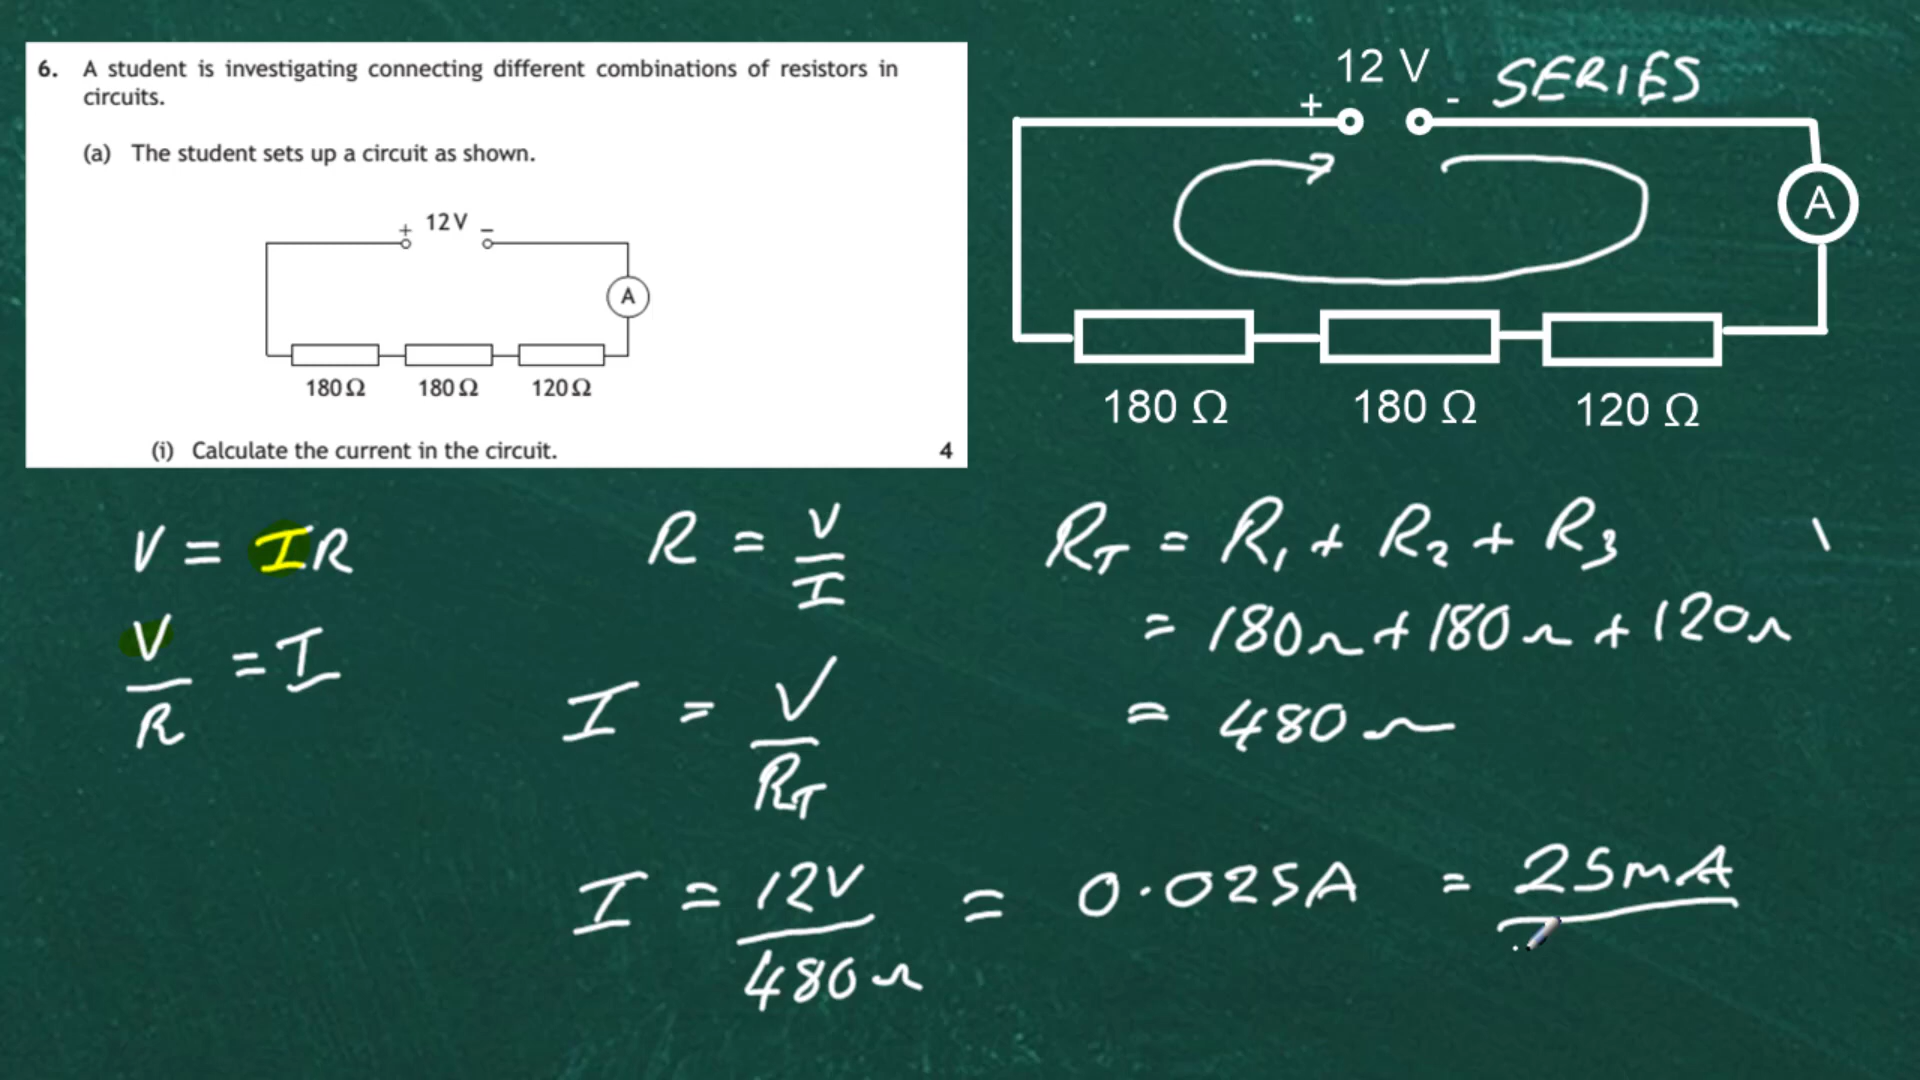 6. A student is investigating connecting different combinations of resistors in
circuits.
(a) The student sets up a circuit as shown.
+ 12 V –
A
180 Ω 180 Ω 120 Ω
(i) Calculate the current in the circuit. 4
12 V SERIES
+ -
A
180 Ω 180 Ω 120 Ω
V = IR
V/R = I
R = V/I
I = V/R_T
R_T = R_1 + R_2 + R_3
= 180Ω + 180Ω + 120Ω
= 480Ω
I = 12V/480Ω = 0.025A = 25mA